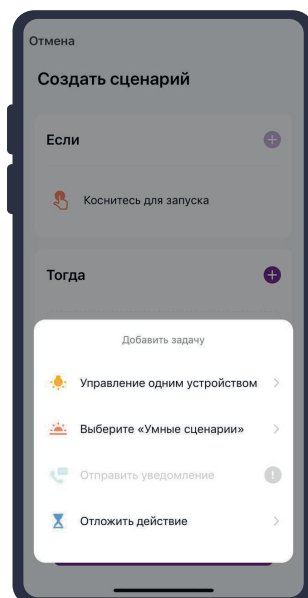 Отмена
Создать сценарий
Если
Коснитесь для запуска
Тогда
Добавить задачу
Управление одним устройством
Выберите «Умные сценарии»
Отправить уведомление
Отложить действие